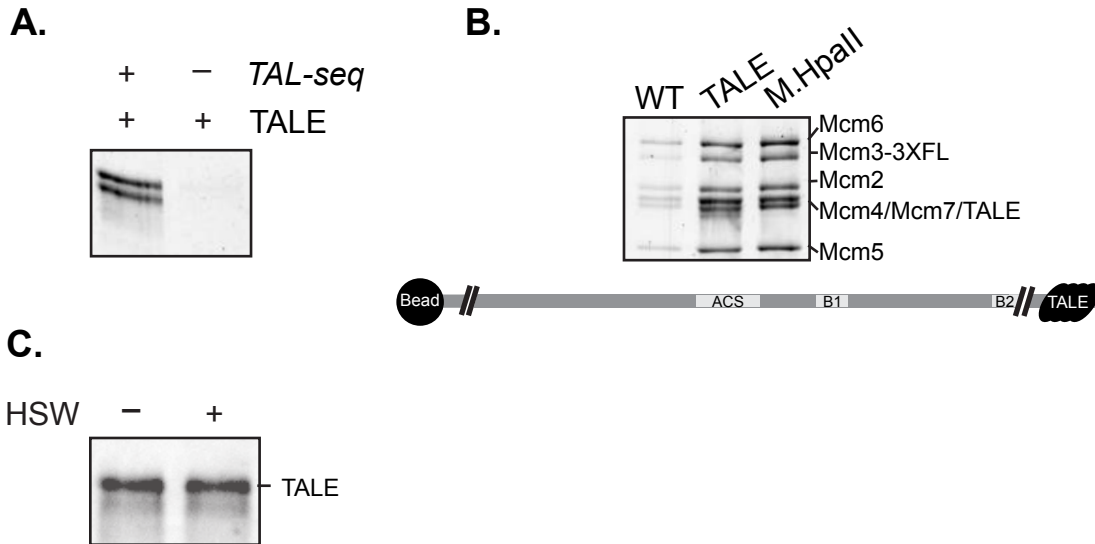 A.
+ − TAL-seq
+ + TALE
B.
WT TALE M.HpaII
Mcm6
Mcm3-3XFL
Mcm2
Mcm4/Mcm7/TALE
Mcm5
Bead ACS B1 B2 TALE
C.
HSW − +
TALE